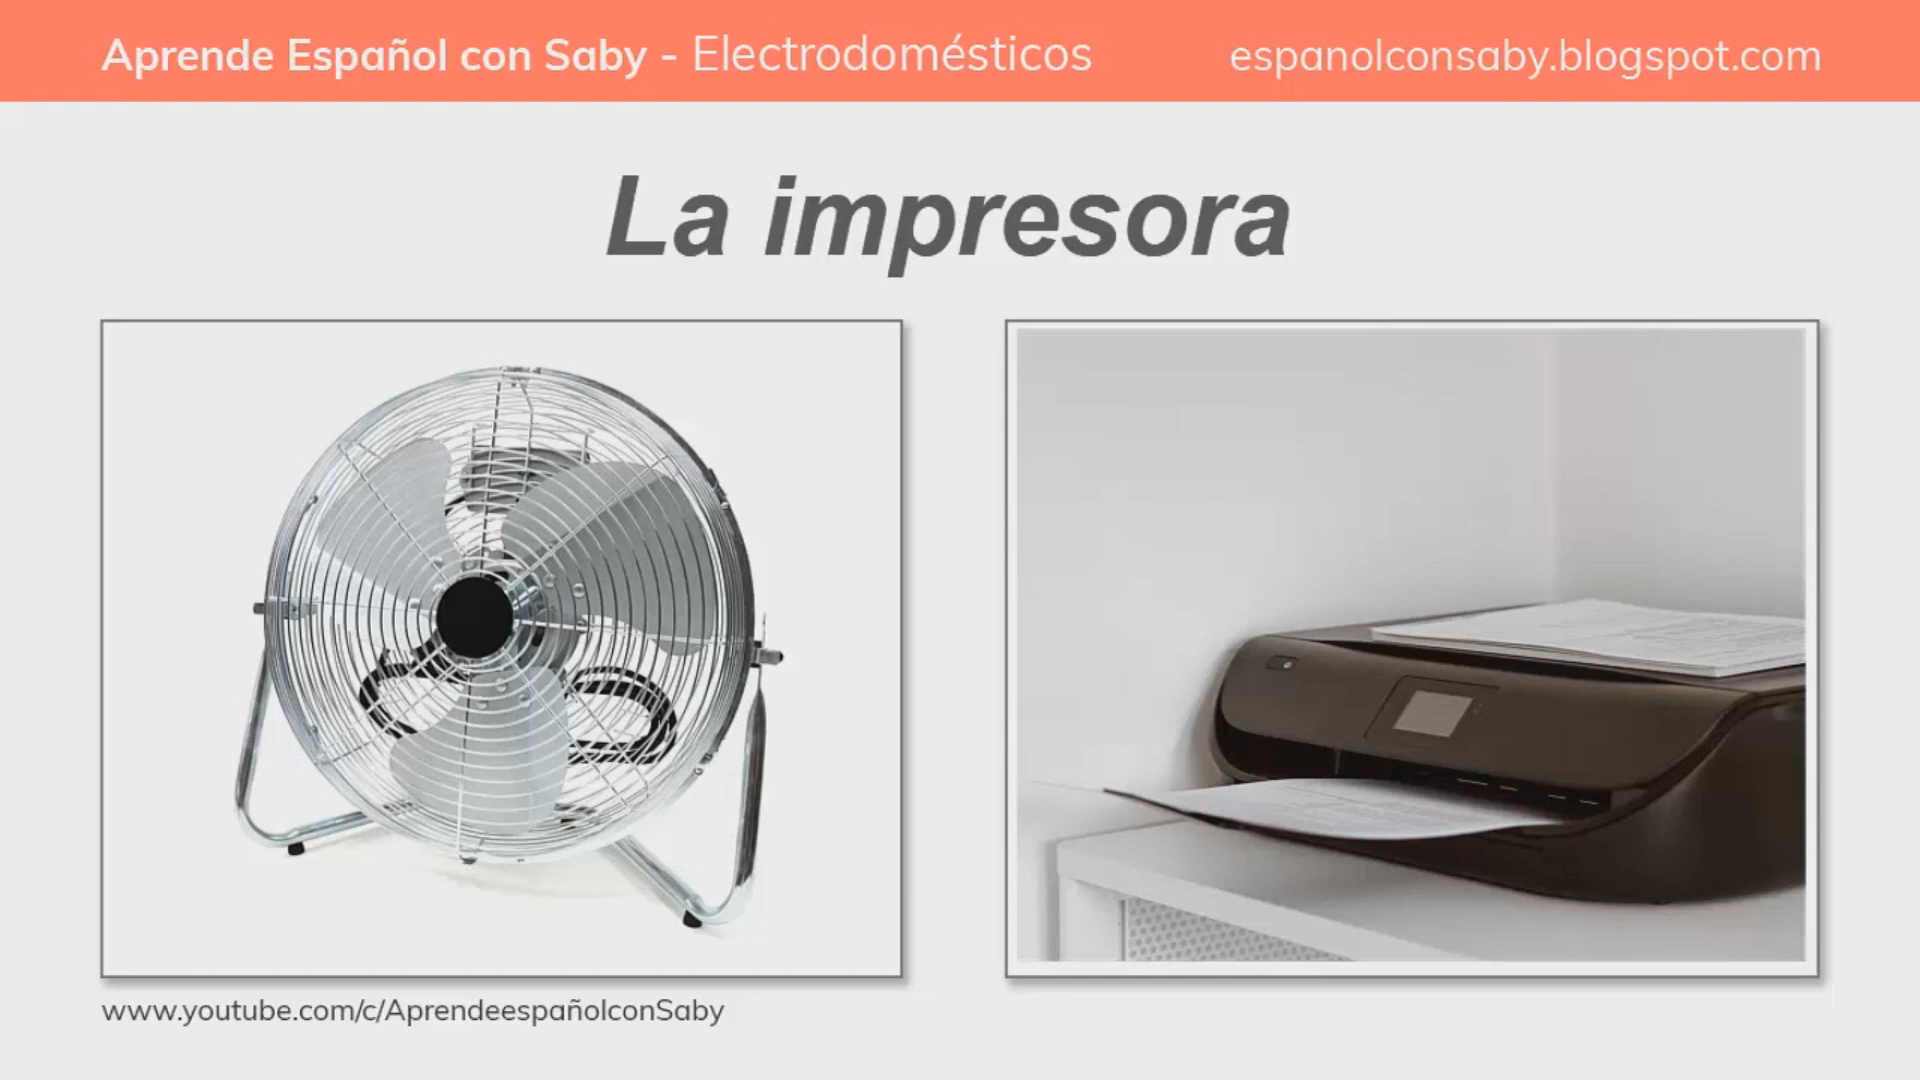 Aprende Español con Saby - Electrodomésticos
espanolconsaby.blogspot.com
La impresora
www.youtube.com/c/AprendeespañolconSaby